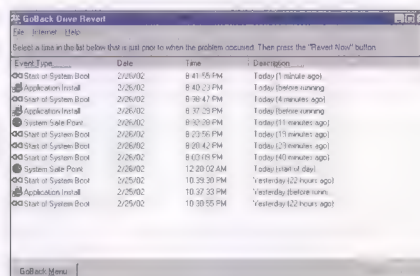 GoBack Drive Revert
File Internet Help
Select a time in the list below that is just prior to when the problem occured. Then press the "Revert Now" button.
Event Type Date Time Description
Start of System Boot 2/26/02 8:41:55 PM Today (1 minute ago)
Application Install 2/26/02 8:40:23 PM Today (before running
Start of System Boot 2/26/02 8:38:47 PM Today (4 minutes ago)
Application Install 2/26/02 8:37:29 PM Today (before running
System Safe Point 2/26/02 PM Today minutes ago)
Start of System Boot 2/26/02 8:23:56 PM Today minutes ago)
Start of System Boot 2/26/02 8:20:42 PM Today minutes ago)
Start of System Boot 2/26/02 PM Today (40 minutes ago)
System Safe Point 2/26/02 12:20:02 AM Today (start of day)
Start of System Boot 2/25/02 10:39:30 PM Yesterday (22 hours ago)
Application Install 2/25/02 10:37:33 PM Yesterday (before runn
Start of System Boot 2/25/02 10:30:55 PM Yesterday (22 hours ago)
GoBack Menu